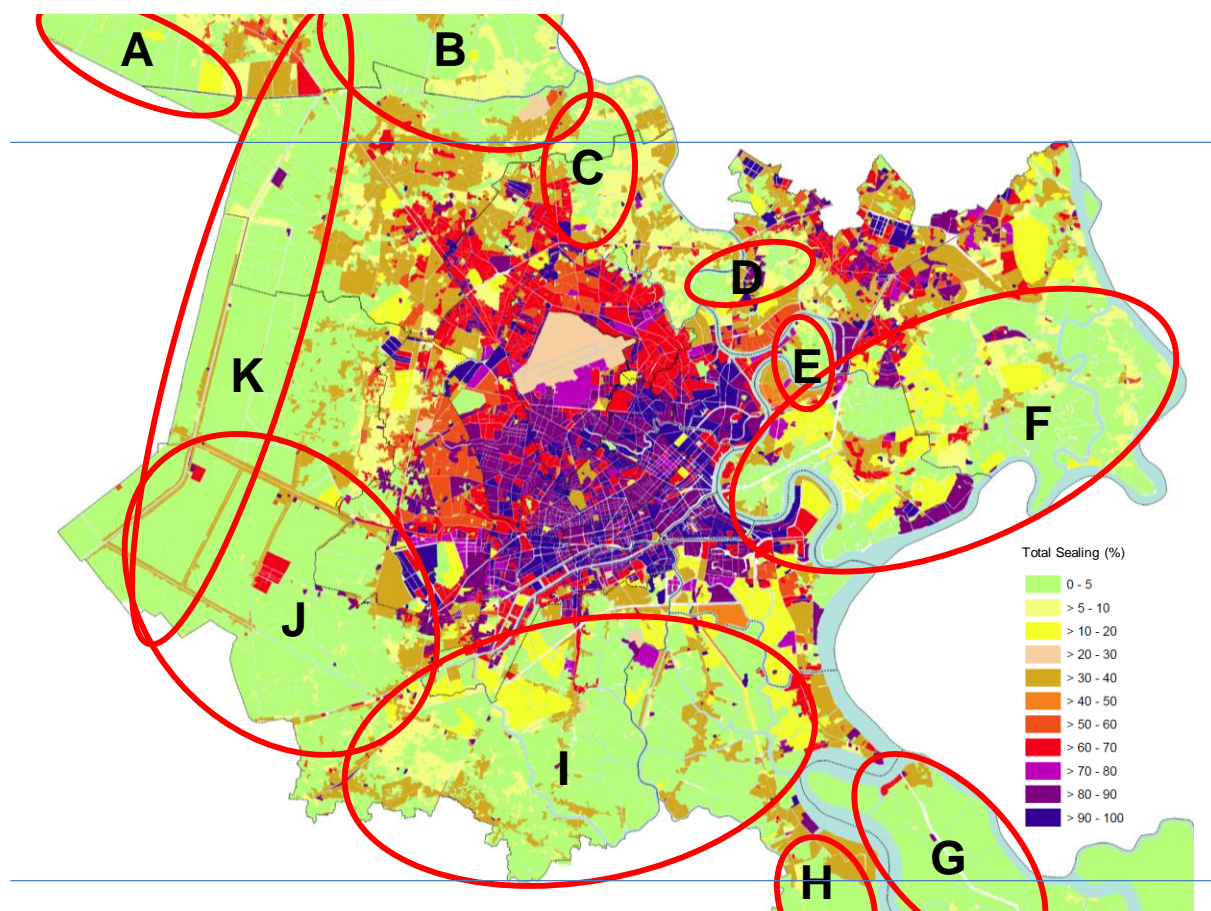 A
B
C
D
E
K
F
Total Sealing (%)
0 - 5
> 5 - 10
> 10 - 20
> 20 - 30
> 30 - 40
> 40 - 50
> 50 - 60
> 60 - 70
> 70 - 80
> 80 - 90
> 90 - 100
J
I
G
H